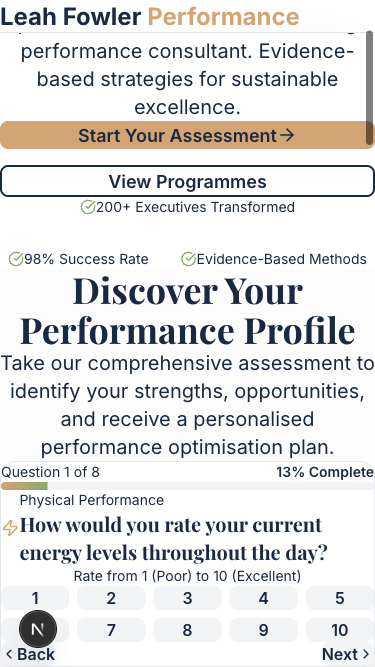 Leah Fowler Performance
performance consultant. Evidence-
based strategies for sustainable
excellence.
Start Your Assessment→
View Programmes
200+ Executives Transformed
98% Success Rate
Evidence-Based Methods
Discover Your
Performance Profile
Take our comprehensive assessment to
identify your strengths, opportunities,
and receive a personalised
performance optimisation plan.
Question 1 of 8
13% Complete
Physical Performance
How would you rate your current
energy levels throughout the day?
Rate from 1 (Poor) to 10 (Excellent)
1 2 3 4 5
N 7 8 9 10
Back
Next